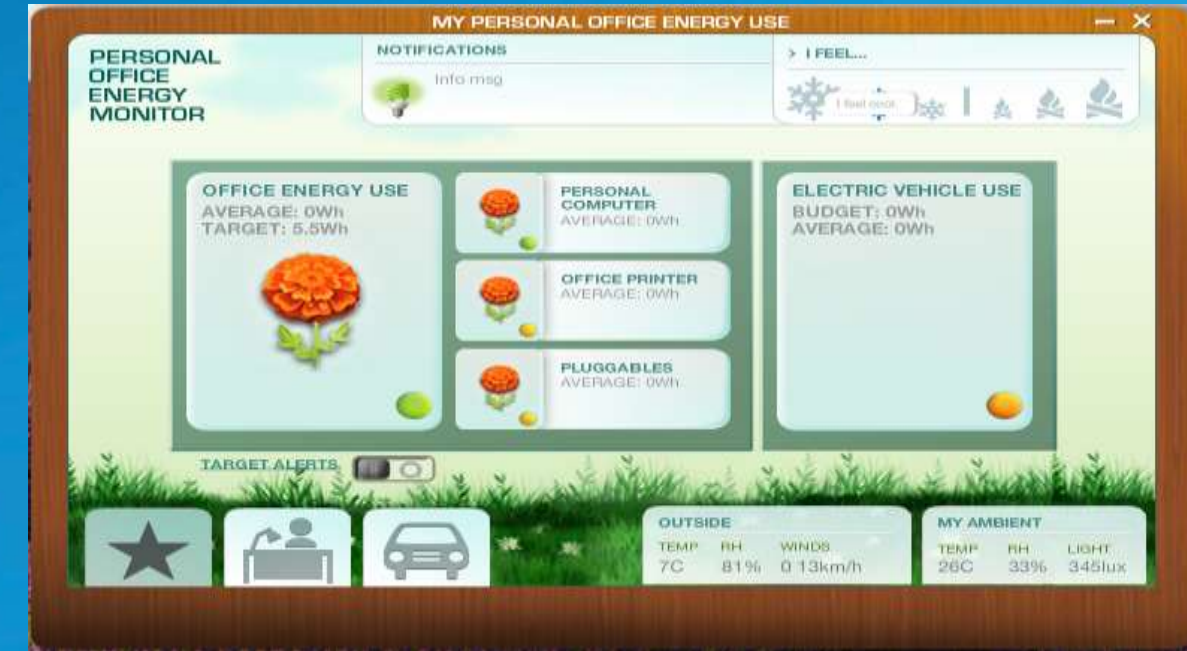 MY PERSONAL OFFICE ENERGY USE
PERSONAL
OFFICE
ENERGY
MONITOR
NOTIFICATIONS
Info msg
> I FEEL...
I feel cool
OFFICE ENERGY USE
AVERAGE: 0Wh
TARGET: 5.5Wh
PERSONAL
COMPUTER
AVERAGE: 0Wh
OFFICE PRINTER
AVERAGE: 0Wh
PLUGGABLES
AVERAGE: 0Wh
ELECTRIC VEHICLE USE
BUDGET: 0Wh
AVERAGE: 0Wh
TARGET ALERTS
OUTSIDE
TEMP RH WINDS
7C 81% 0 13km/h
MY AMBIENT
TEMP RH LIGHT
26C 33% 345lux